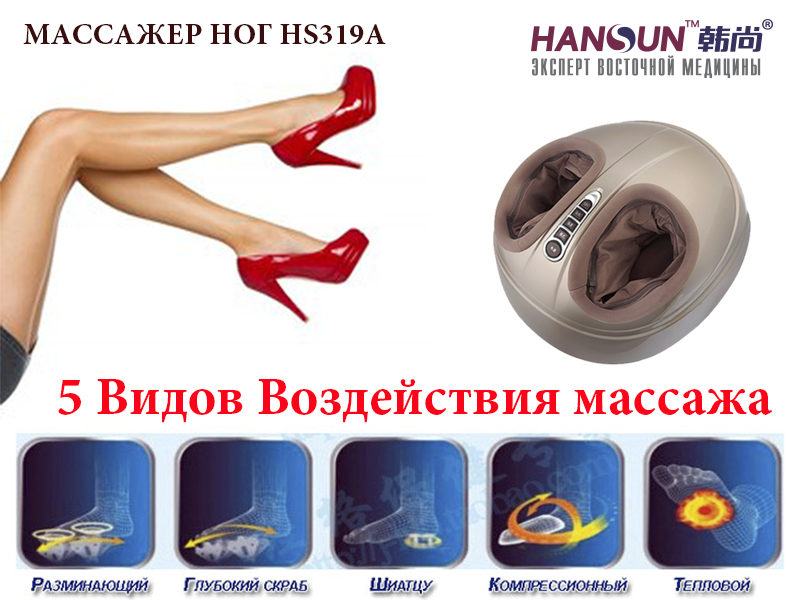 МАССАЖЕР НОГ HS319A
HANSUN™韩尚®
ЭКСПЕРТ ВОСТОЧНОЙ МЕДИЦИНЫ
5 Видов Воздействия массажа
РАЗМИНАЮЩИЙ
ГЛУБОКИЙ СКРАБ
ШИАТЦУ
КОМПРЕССИОННЫЙ
ТЕПЛОВОЙ